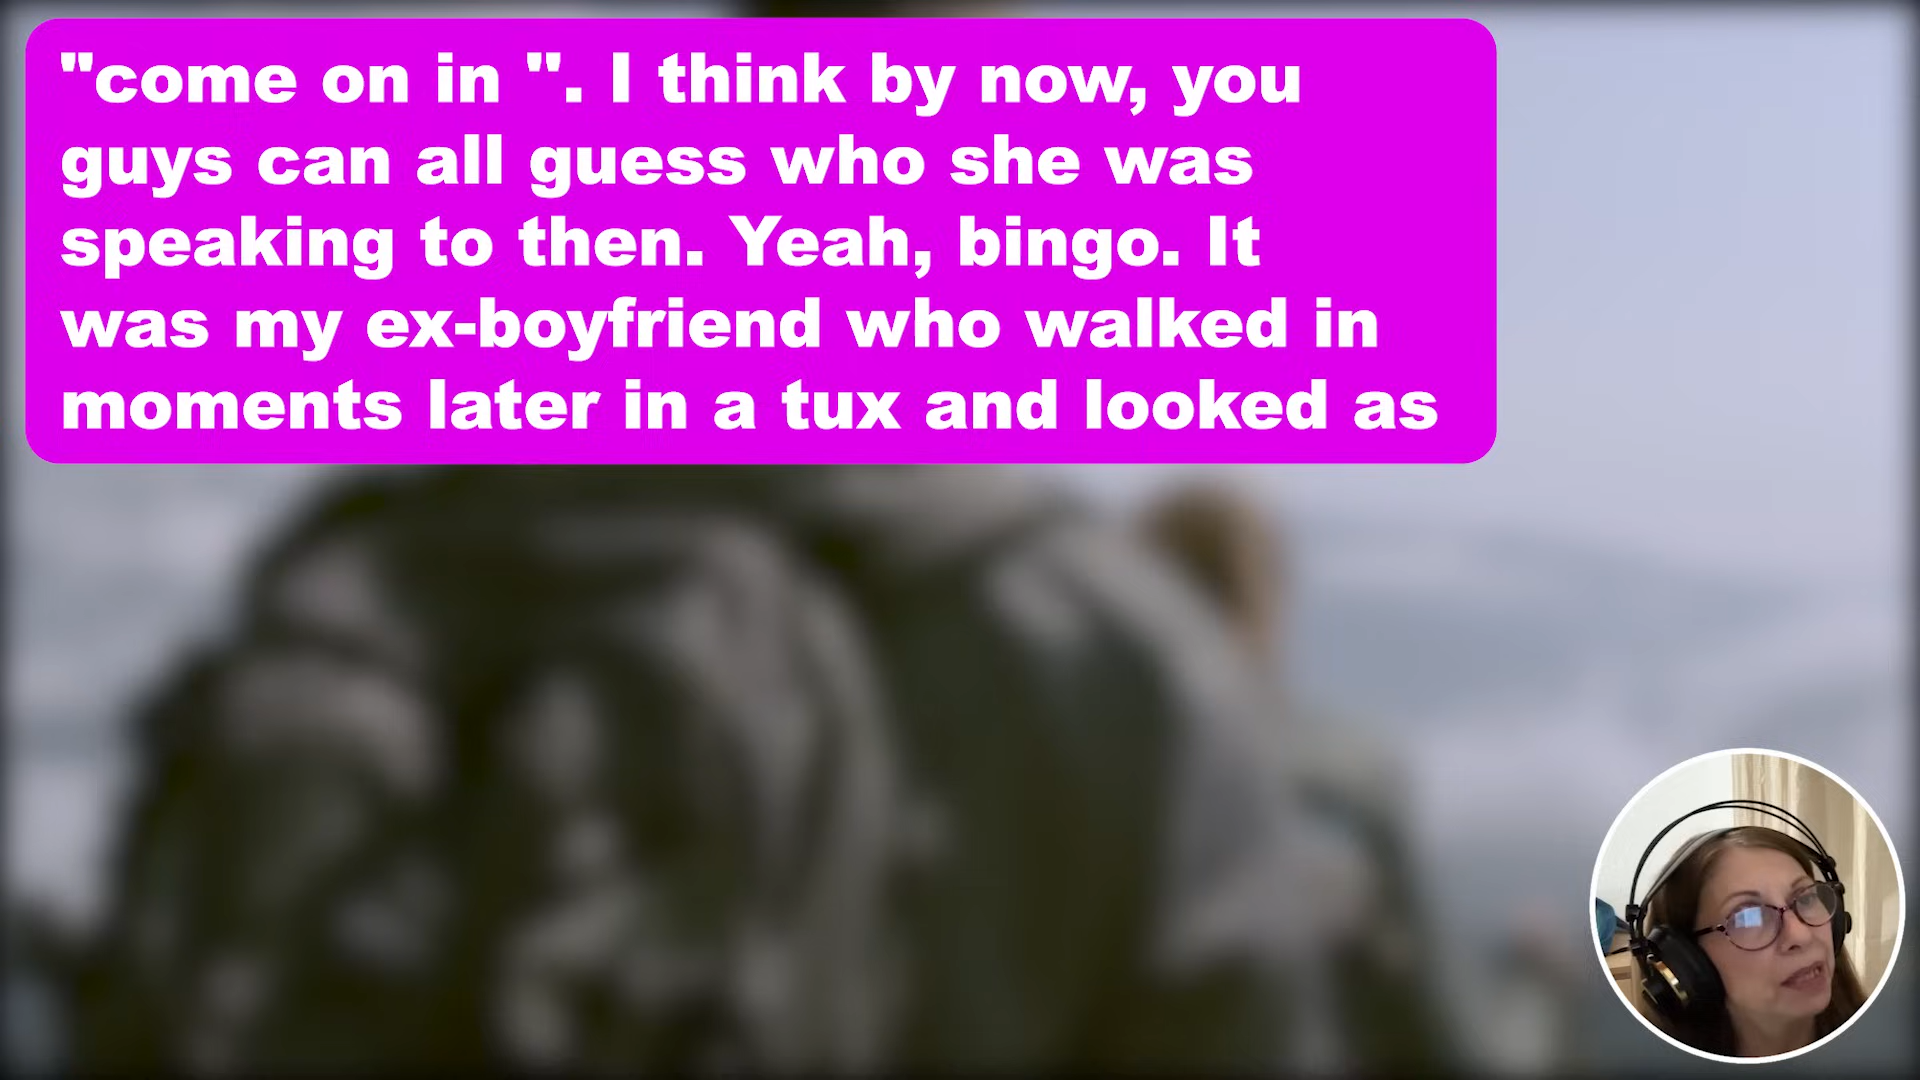 "come on in ". I think by now, you
guys can all guess who she was
speaking to then. Yeah, bingo. It
was my ex-boyfriend who walked in
moments later in a tux and looked as